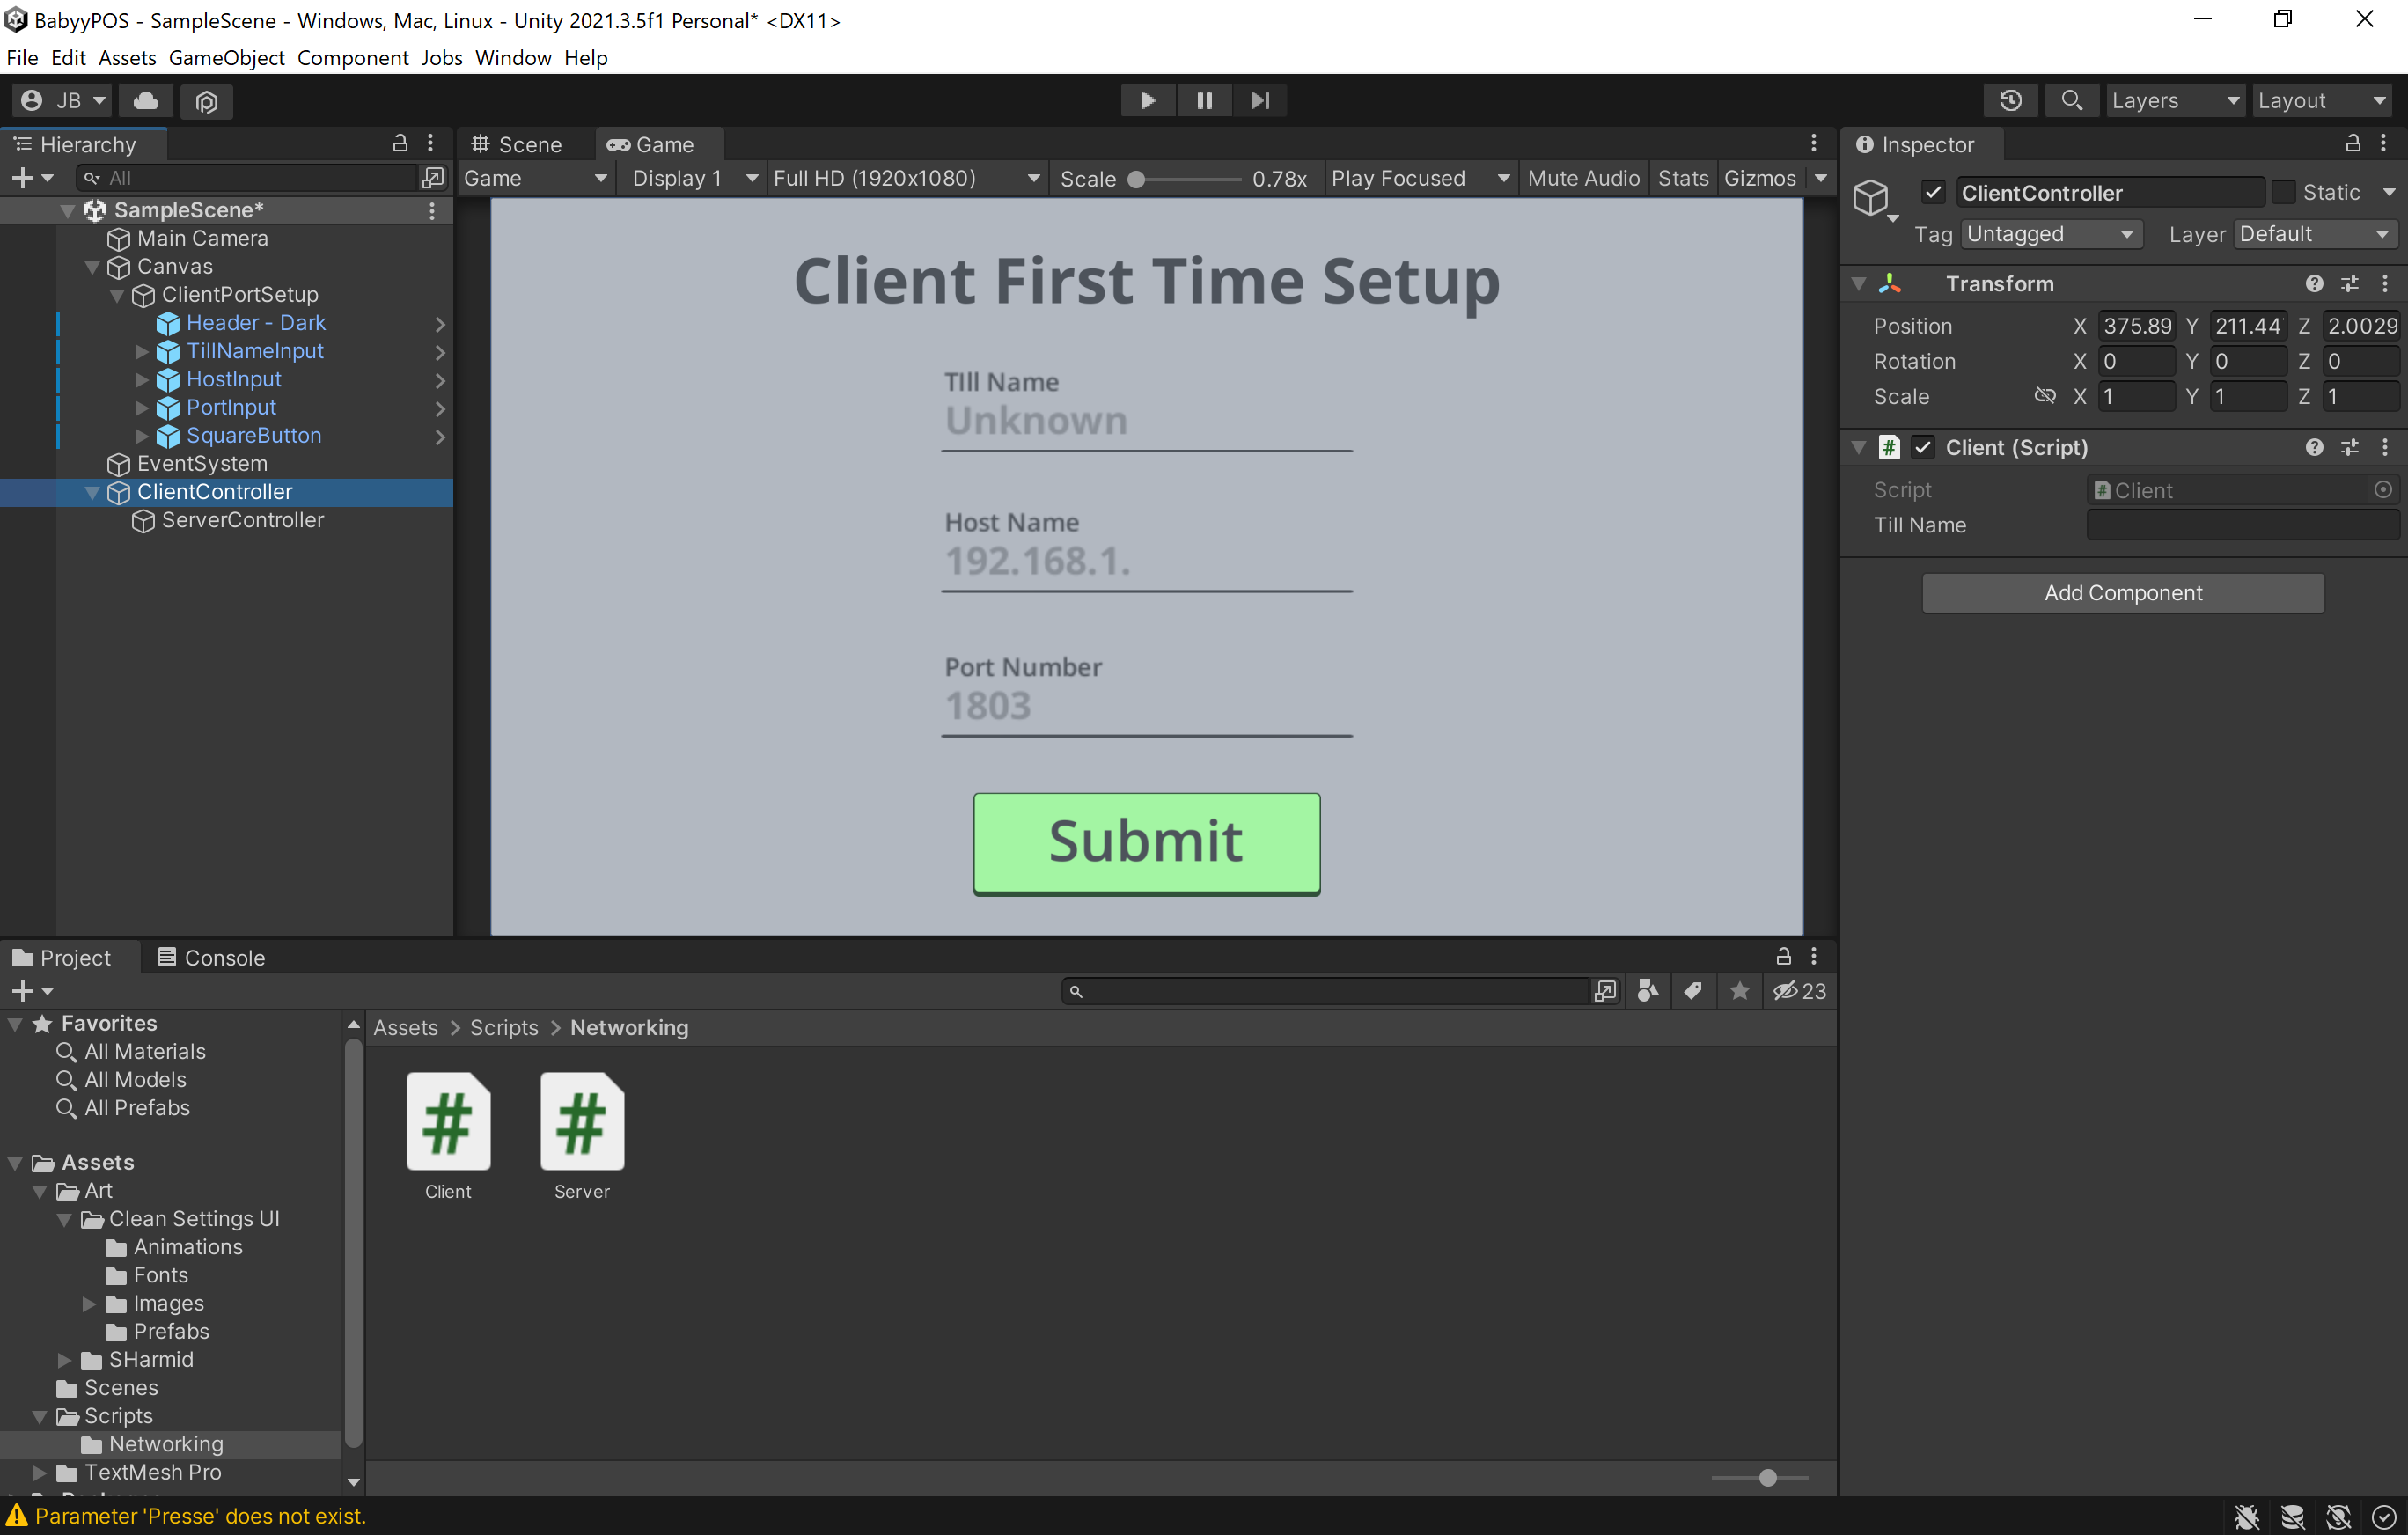 BabyyPOS - SampleScene - Windows, Mac, Linux - Unity 2021.3.5f1 Personal* <DX11>
File Edit Assets GameObject Component Jobs Window Help
JB
Layers
Layout
Hierarchy
All
SampleScene*
Main Camera
Canvas
ClientPortSetup
Header - Dark
TillNameInput
HostInput
PortInput
SquareButton
EventSystem
ClientController
ServerController
Scene
Game
Game
Display 1
Full HD (1920x1080)
Scale
0.78x
Play Focused
Mute Audio
Stats
Gizmos
Client First Time Setup
TIll Name
Unknown
Host Name
192.168.1.
Port Number
1803
Submit
Inspector
ClientController
Static
Tag
Untagged
Layer
Default
Transform
Position X 375.89 Y 211.44 Z 2.0029
Rotation X 0 Y 0 Z 0
Scale X 1 Y 1 Z 1
# Client (Script)
Script
# Client
Till Name
Add Component
Project
Console
23
Favorites
All Materials
All Models
All Prefabs
Assets
Art
Clean Settings UI
Animations
Fonts
Images
Prefabs
SHarmid
Scenes
Scripts
Networking
TextMesh Pro
Assets > Scripts > Networking
# #
Client
Server
Parameter 'Presse' does not exist.